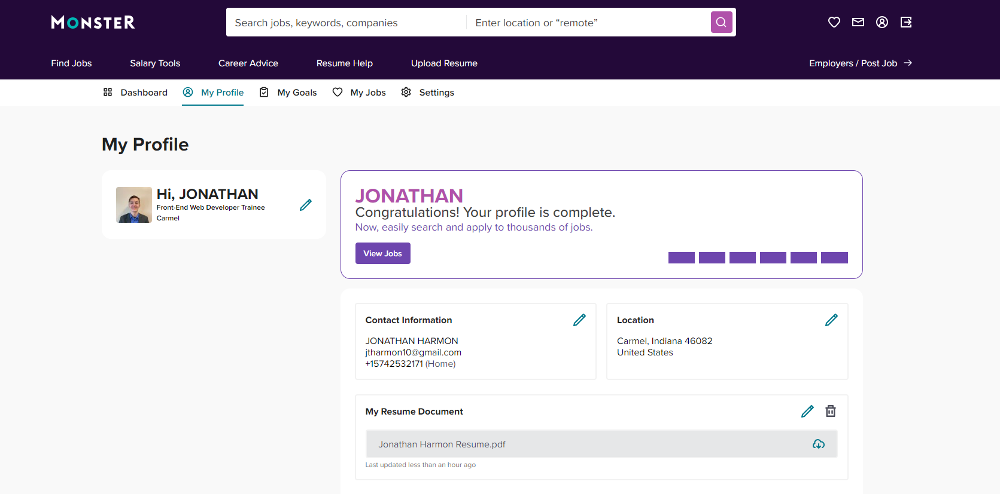 MONSTER
Search jobs, keywords, companies
Enter location or “remote”
Find Jobs
Salary Tools
Career Advice
Resume Help
Upload Resume
Employers / Post Job
Dashboard
My Profile
My Goals
My Jobs
Settings
My Profile
Hi, JONATHAN
Front-End Web Developer Trainee
Carmel
JONATHAN
Congratulations! Your profile is complete.
Now, easily search and apply to thousands of jobs.
View Jobs
Contact Information
JONATHAN HARMON
jtharmon10@gmail.com
+15742532171 (Home)
Location
Carmel, Indiana 46082
United States
My Resume Document
Jonathan Harmon Resume.pdf
Last updated less than an hour ago